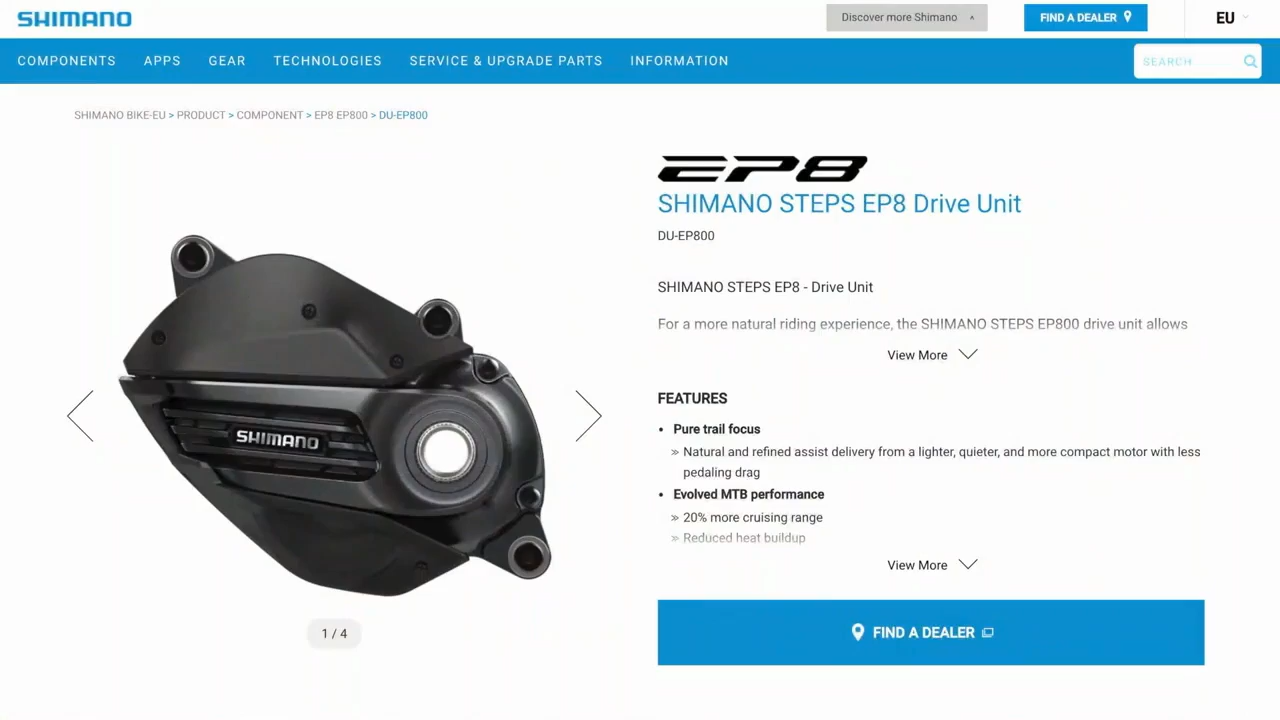 SHIMANO
Discover more Shimano
FIND A DEALER
EU
COMPONENTS APPS GEAR TECHNOLOGIES SERVICE & UPGRADE PARTS INFORMATION
SEARCH
SHIMANO BIKE-EU > PRODUCT > COMPONENT > EP8 EP800 > DU-EP800
EP8
SHIMANO STEPS EP8 Drive Unit
DU-EP800
SHIMANO STEPS EP8 - Drive Unit
For a more natural riding experience, the SHIMANO STEPS EP800 drive unit allows
View More
SHIMANO
FEATURES
• Pure trail focus
» Natural and refined assist delivery from a lighter, quieter, and more compact motor with less
pedaling drag
• Evolved MTB performance
» 20% more cruising range
» Reduced heat buildup
View More
1 / 4
FIND A DEALER